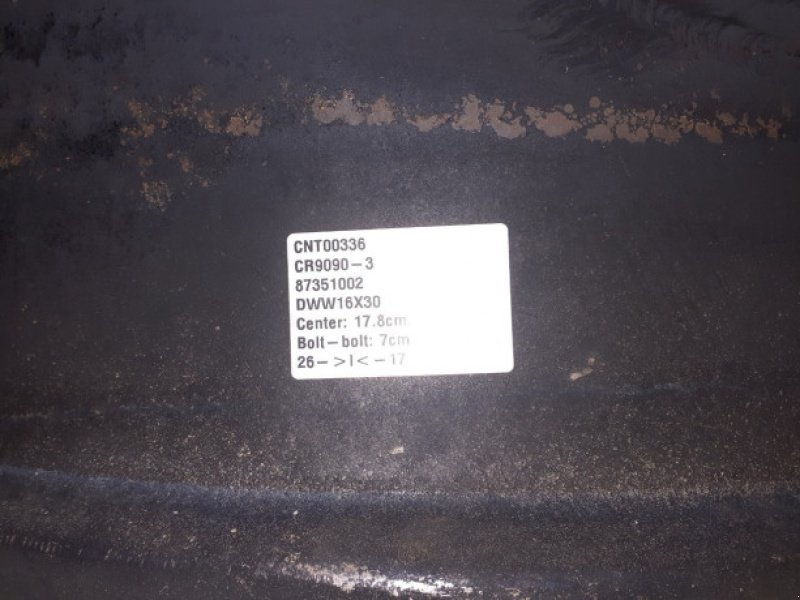 CNT00336
CR9090-3
87351002
DWW16X30
Center: 17.8cm
Bolt-bolt: 7cm
26->I<-17